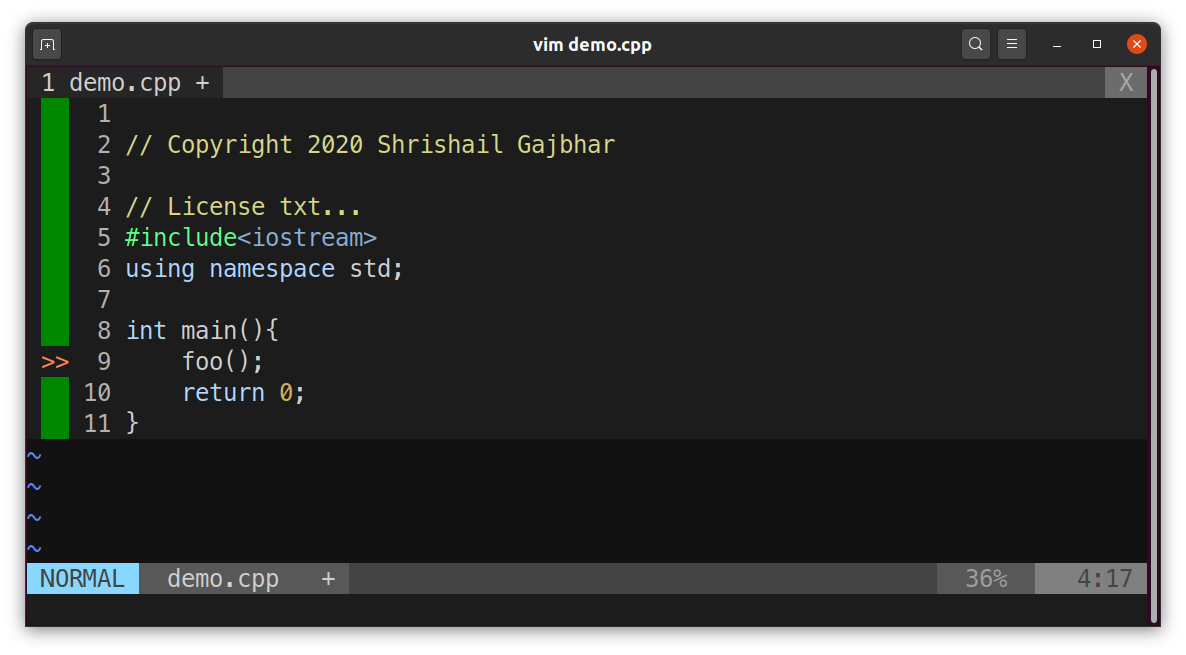 vim demo.cpp
1 demo.cpp + X
1
2 // Copyright 2020 Shrishail Gajbhar
3
4 // License txt...
5 #include<iostream>
6 using namespace std;
7
8 int main(){
>> 9     foo();
10     return 0;
11 }
~
~
~
~
NORMAL demo.cpp + 36% 4:17